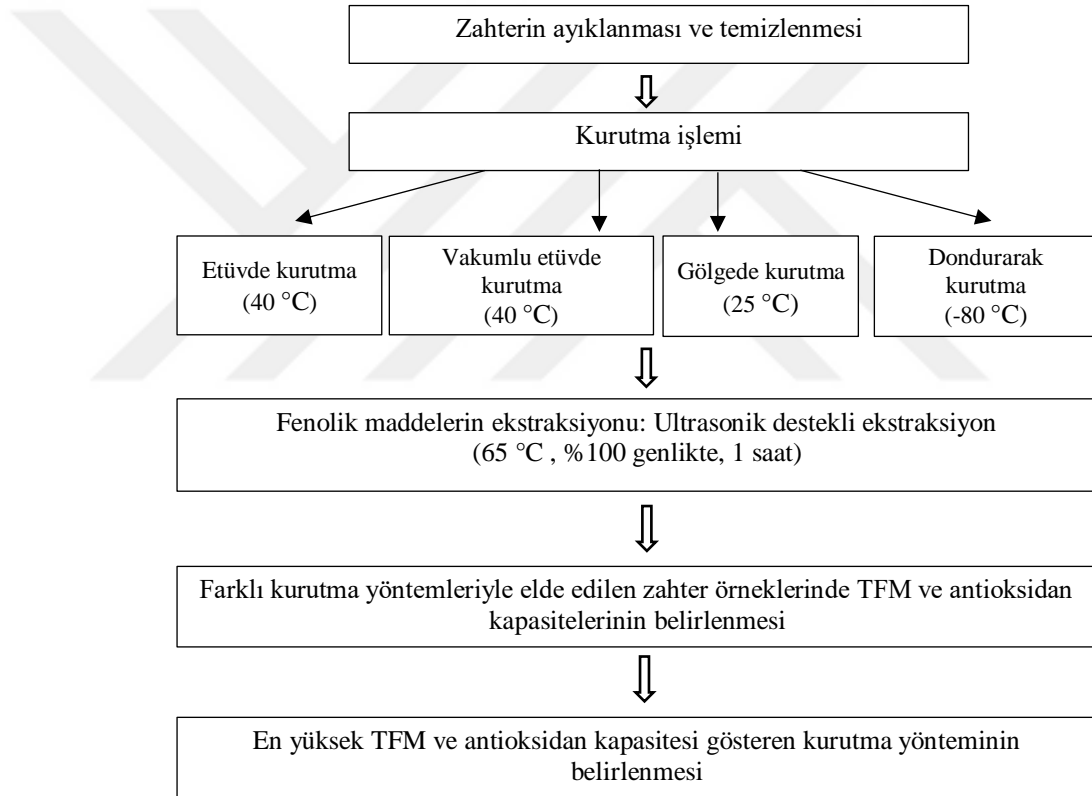 Zahterin ayıklanması ve temizlenmesi
Kurutma işlemi
Etüvde kurutma
(40 °C)
Vakumlu etüvde
kurutma
(40 °C)
Gölgede kurutma
(25 °C)
Dondurarak
kurutma
(-80 °C)
Fenolik maddelerin ekstraksiyonu: Ultrasonik destekli ekstraksiyon
(65 °C , %100 genlikte, 1 saat)
Farklı kurutma yöntemleriyle elde edilen zahter örneklerinde TFM ve antioksidan
kapasitelerinin belirlenmesi
En yüksek TFM ve antioksidan kapasitesi gösteren kurutma yönteminin
belirlenmesi